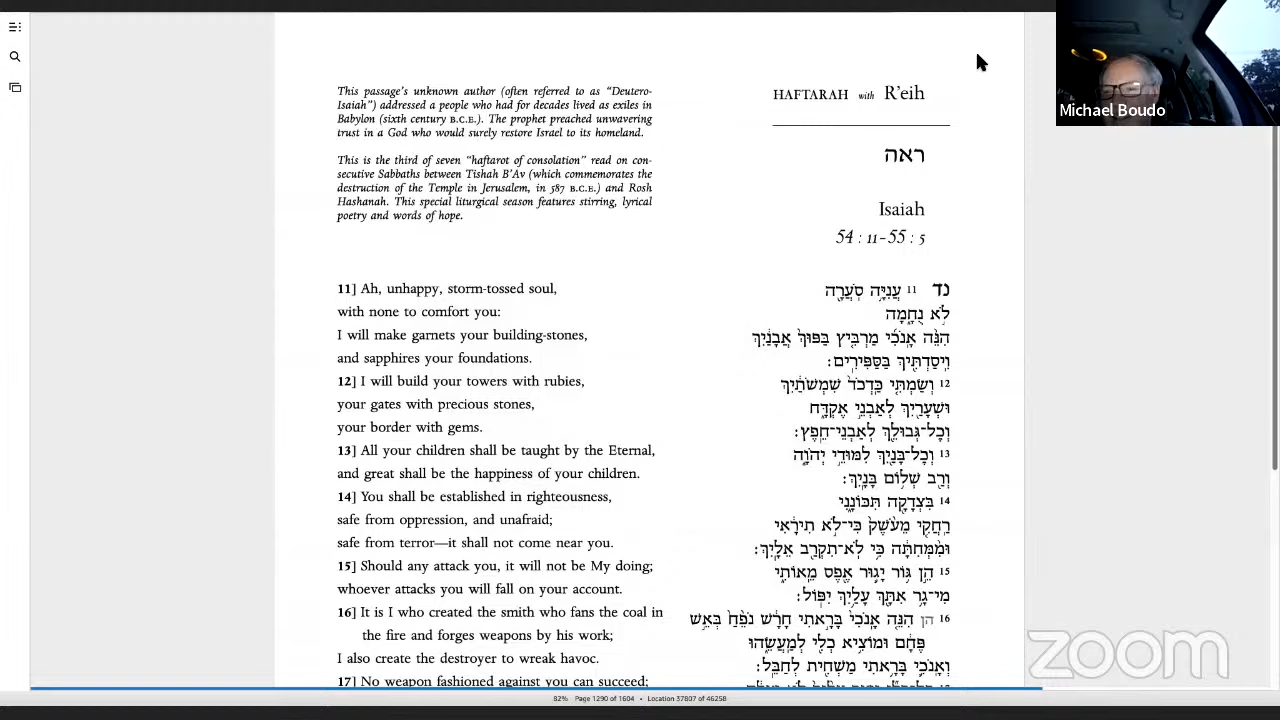 This passage's unknown author (often referred to as "Deutero-
Isaiah") addressed a people who had for decades lived as exiles in
Babylon (sixth century B.C.E.). The prophet preached unwavering
trust in a God who would surely restore Israel to its homeland.
This is the third of seven "haftarot of consolation" read on con-
secutive Sabbaths between Tishah B'Av (which commemorates the
destruction of the Temple in Jerusalem, in 587 B.C.E.) and Rosh
Hashanah. This special liturgical season features stirring, lyrical
poetry and words of hope.
HAFTARAH with R'eih
ראה
Isaiah
54 : 11–55 : 5
Michael Boudo
11] Ah, unhappy, storm-tossed soul,
with none to comfort you:
I will make garnets your building-stones,
and sapphires your foundations.
12] I will build your towers with rubies,
your gates with precious stones,
your border with gems.
13] All your children shall be taught by the Eternal,
and great shall be the happiness of your children.
14] You shall be established in righteousness,
safe from oppression, and unafraid;
safe from terror—it shall not come near you.
15] Should any attack you, it will not be My doing;
whoever attacks you will fall on your account.
16] It is I who created the smith who fans the coal in
the fire and forges weapons by his work;
I also create the destroyer to wreak havoc.
17] No weapon fashioned against you can succeed;
נד 11 עֲנִיָּ֥ה סֹעֲרָ֖ה
לֹ֣א נֻחָ֑מָה
הִנֵּ֨ה אָנֹכִ֜י מַרְבִּ֤יץ בַּפּוּךְ֙ אֲבָנַ֔יִךְ
וִֽיסַדְתִּ֖יךְ בַּסַּפִּירִֽים׃
12 וְשַׂמְתִּ֤י כַּֽדְכֹד֙ שִׁמְשֹׁתַ֔יִךְ
וּשְׁעָרַ֖יִךְ לְאַבְנֵ֣י אֶקְדָּ֑ח
וְכָל־גְּבוּלֵ֖ךְ לְאַבְנֵי־חֵֽפֶץ׃
13 וְכָל־בָּנַ֖יִךְ לִמּוּדֵ֣י יְהֹוָ֑ה
וְרַ֖ב שְׁל֥וֹם בָּנָֽיִךְ׃
14 בִּצְדָקָ֖ה תִּכּוֹנָ֑נִי
רַחֲקִ֤י מֵעֹ֙שֶׁק֙ כִּי־לֹ֣א תִירָ֔אִי
וּמִ֨מְּחִתָּ֔ה כִּ֥י לֹֽא־תִקְרַ֖ב אֵלָֽיִךְ׃
15 הֵ֣ן גּ֥וֹר יָג֛וּר אֶ֖פֶס מֵֽאוֹתִ֑י
מִי־גָ֥ר אִתָּ֖ךְ עָלַ֥יִךְ יִפּֽוֹל׃
16 הן הִנֵּ֤ה אָֽנֹכִי֙ בָּרָ֣אתִי חָרָ֔שׁ נֹפֵ֙חַ֙ בְּאֵ֣שׁ
פֶּחָ֔ם וּמוֹצִ֥יא כְלִ֖י לְמַעֲשֵׂ֑הוּ
וְאָנֹכִ֛י בָּרָ֥אתִי מַשְׁחִ֖ית לְחַבֵּֽל׃
zoom
82% Page 1290 of 1604 • Location 37807 of 46258